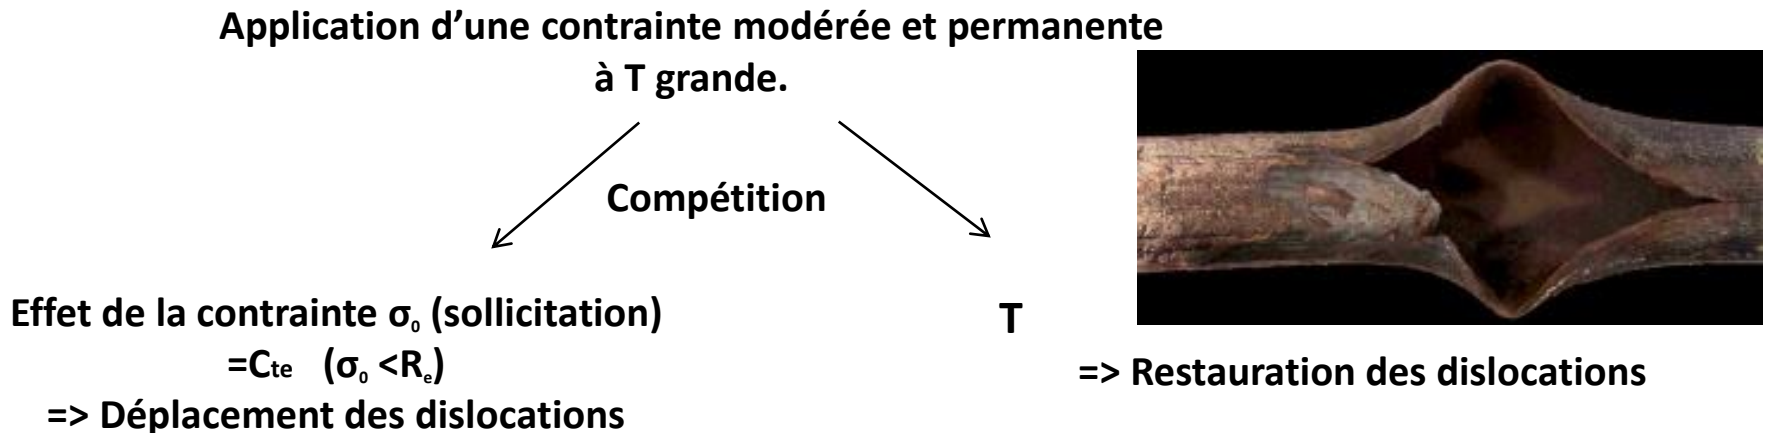 Application d’une contrainte modérée et permanente
à T grande.
Compétition
Effet de la contrainte σ₀ (sollicitation)
=Cte (σ₀ <Rₑ)
=> Déplacement des dislocations
T
=> Restauration des dislocations